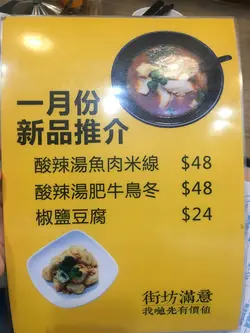 一月份
新品推介
酸辣湯魚肉米線 $48
酸辣湯肥牛烏冬 $48
椒鹽豆腐 $24
街坊滿意
我哋先有價值